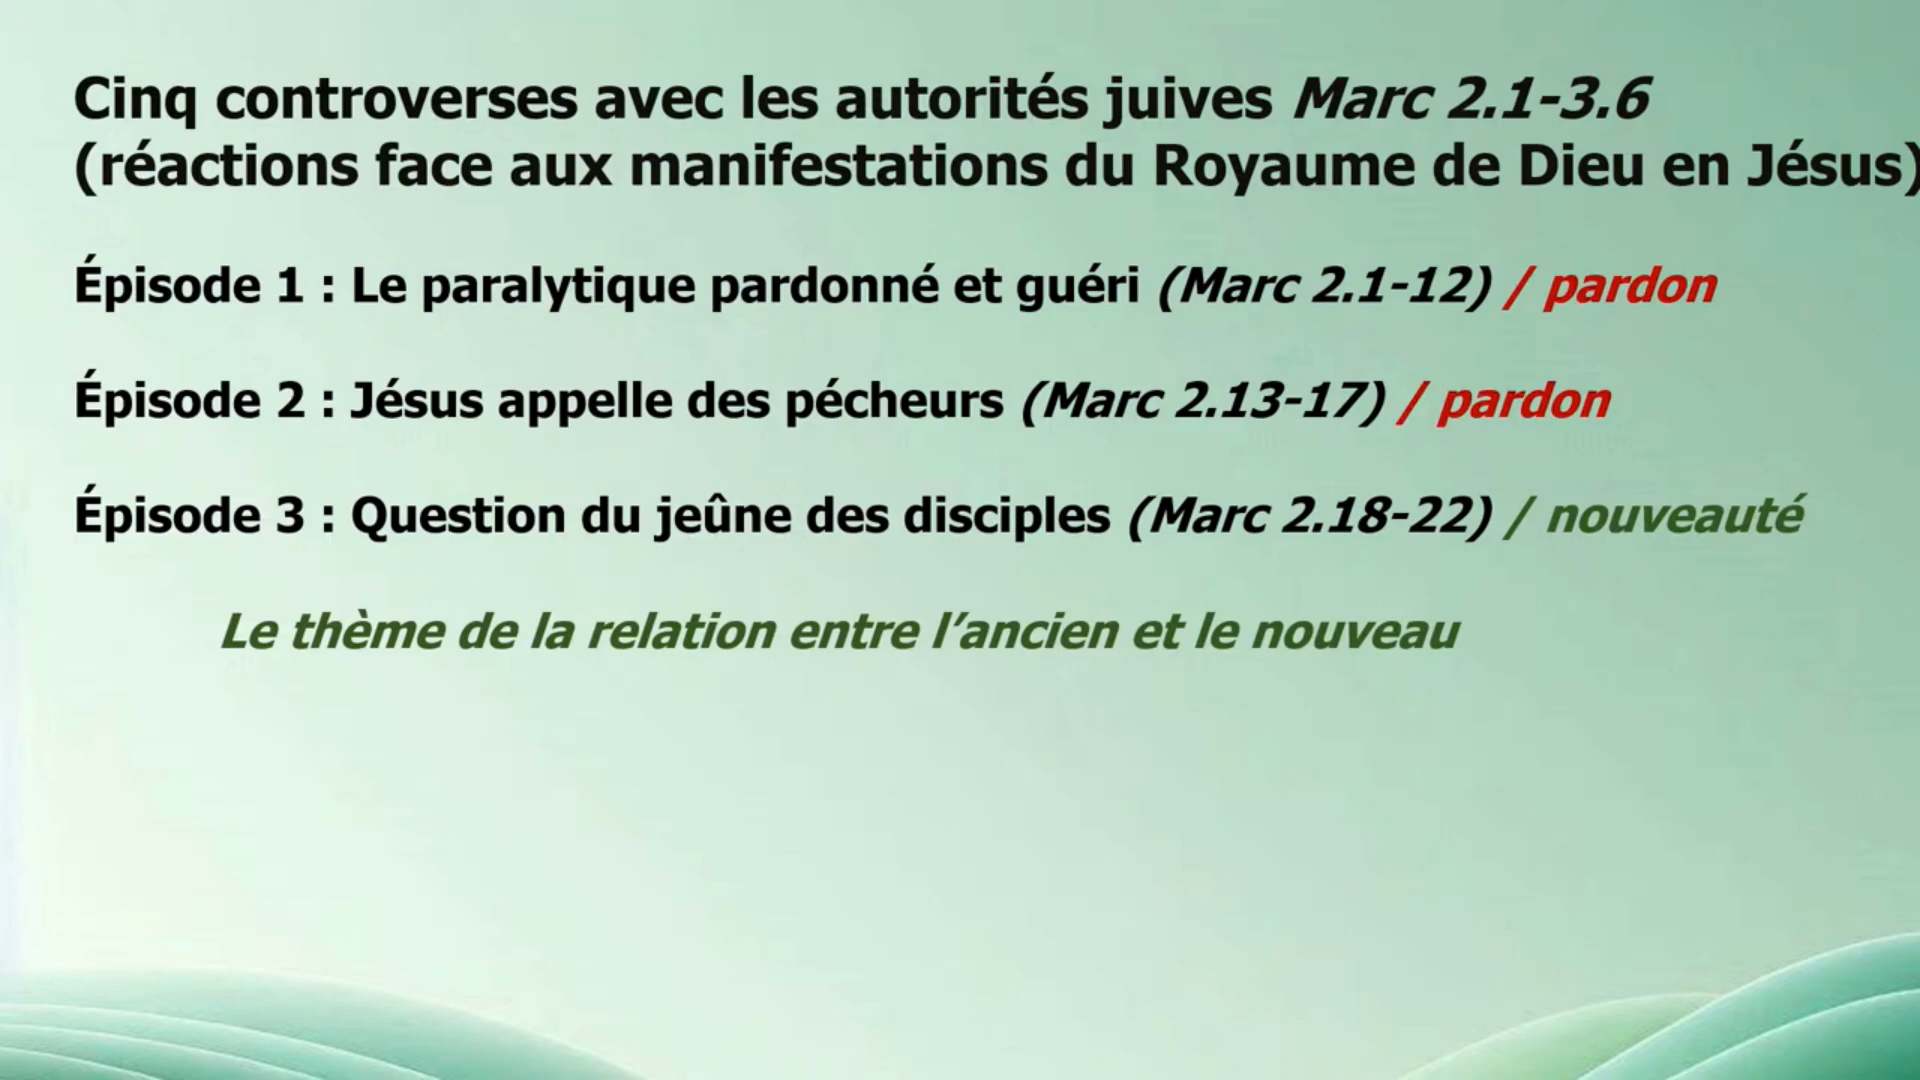 Cinq controverses avec les autorités juives Marc 2.1-3.6
(réactions face aux manifestations du Royaume de Dieu en Jésus)
Épisode 1 : Le paralytique pardonné et guéri (Marc 2.1-12) / pardon
Épisode 2 : Jésus appelle des pécheurs (Marc 2.13-17) / pardon
Épisode 3 : Question du jeûne des disciples (Marc 2.18-22) / nouveauté
Le thème de la relation entre l’ancien et le nouveau